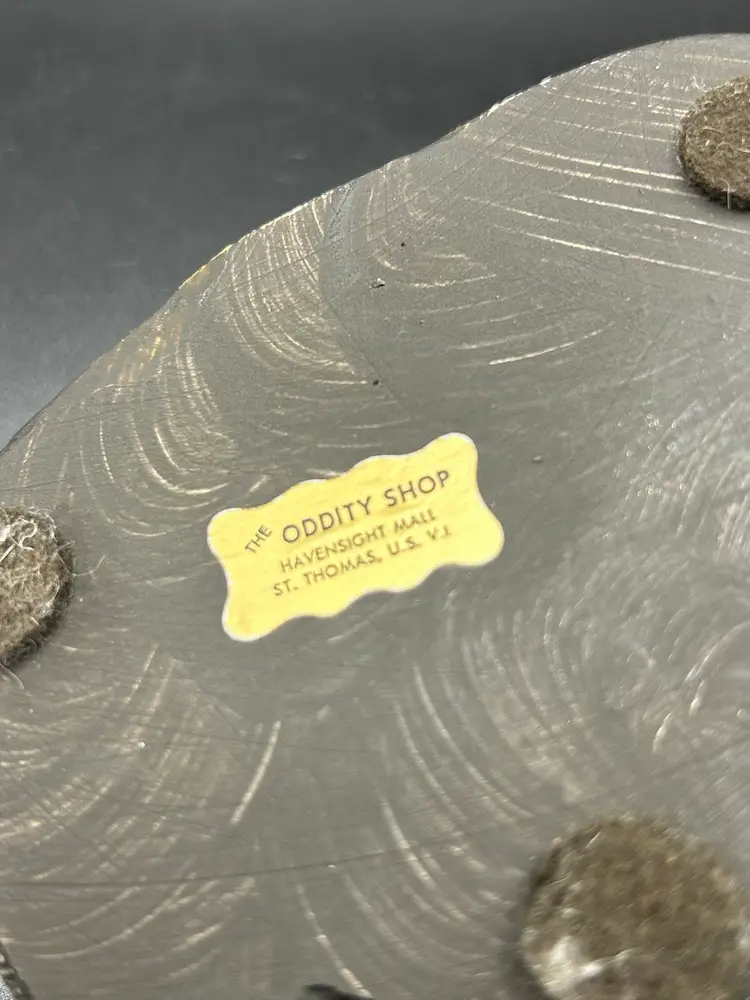 THE ODDITY SHOP
HAVENSIGHT MALL
ST. THOMAS, U.S. V.I.